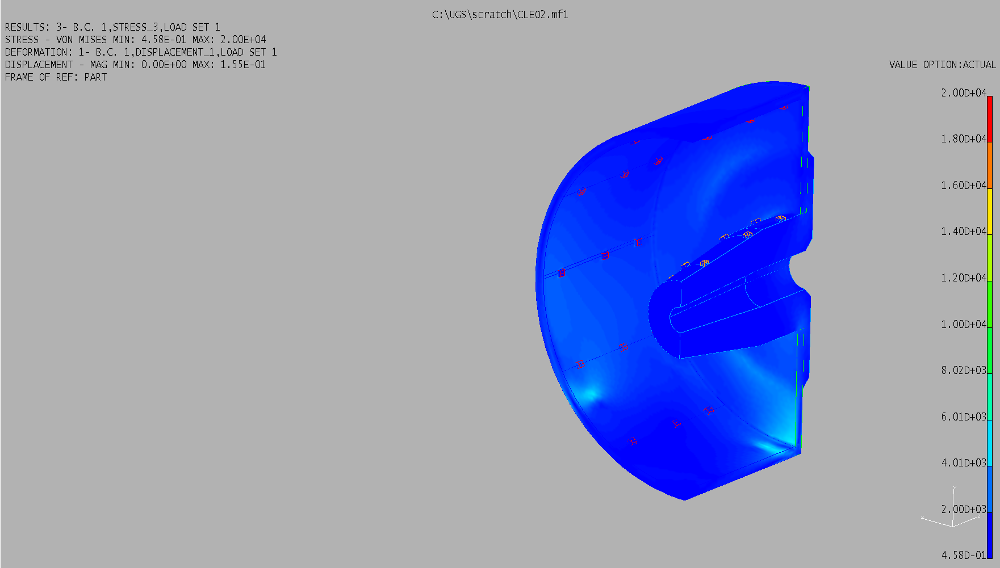 C:\UGS\scratch\CLE02.mf1
RESULTS: 3- B.C. 1,STRESS_3,LOAD SET 1
STRESS - VON MISES MIN: 4.58E-01 MAX: 2.00E+04
DEFORMATION: 1- B.C. 1,DISPLACEMENT_1,LOAD SET 1
DISPLACEMENT - MAG MIN: 0.00E+00 MAX: 1.55E-01
FRAME OF REF: PART
VALUE OPTION:ACTUAL
2.00D+04
1.80D+04
1.60D+04
1.40D+04
1.20D+04
1.00D+04
8.02D+03
6.01D+03
4.01D+03
2.00D+03
4.58D-01
Y
X
Z